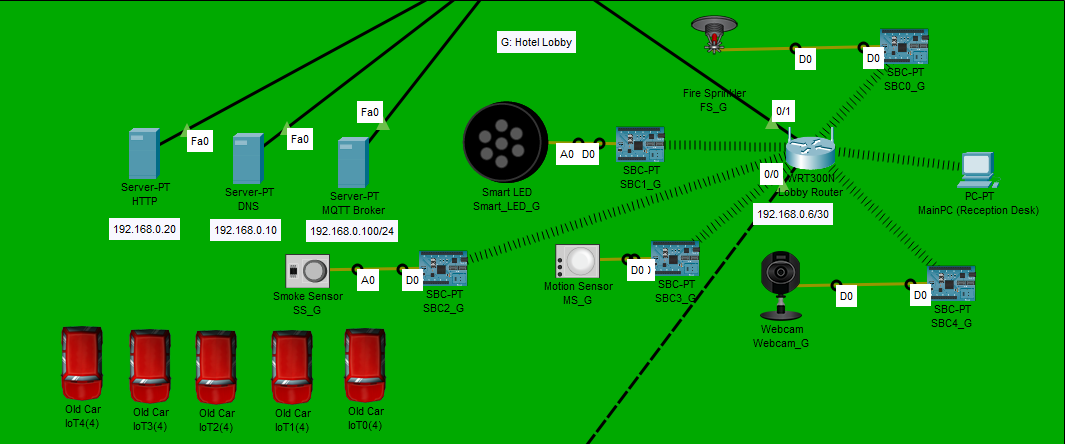 G: Hotel Lobby
D0
D0
SBC-PT
SBC0_G
Fire Sprinkler
FS_G
0/1
Fa0
Fa0
Fa0
Server-PT
HTTP
Server-PT
DNS
Server-PT
MQTT Broker
192.168.0.20
192.168.0.10
192.168.0.100/24
A0
D0
Smart LED
Smart_LED_G
SBC-PT
SBC1_G
0/0
WRT300N
Lobby Router
192.168.0.6/30
PC-PT
MainPC (Reception Desk)
A0
D0
Smoke Sensor
SS_G
SBC-PT
SBC2_G
D0
Motion Sensor
MS_G
SBC-PT
SBC3_G
D0
D0
Webcam
Webcam_G
SBC-PT
SBC4_G
Old Car
IoT4(4)
Old Car
IoT3(4)
Old Car
IoT2(4)
Old Car
IoT1(4)
Old Car
IoT0(4)